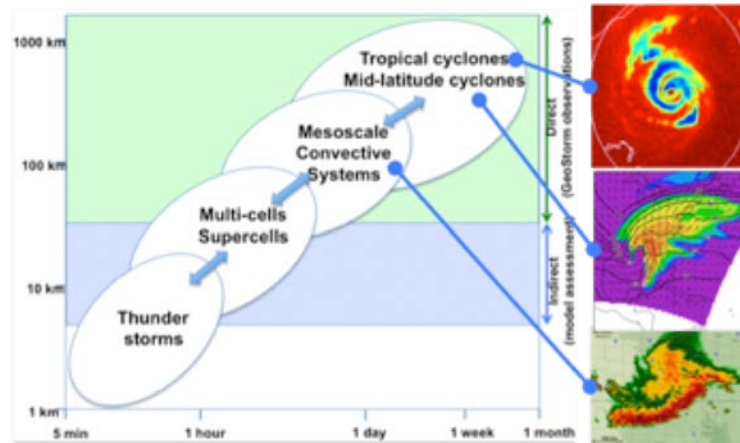 1000 km
Tropical cyclones
Mid-latitude cyclones
Mesoscale
Convective
Systems
100 km
Multi-cells
Supercells
10 km
Thunder
storms
1 km
5 min
1 hour
1 day
1 week
1 month
Direct
(GeoStorm observations)
Indirect
(model assessment)